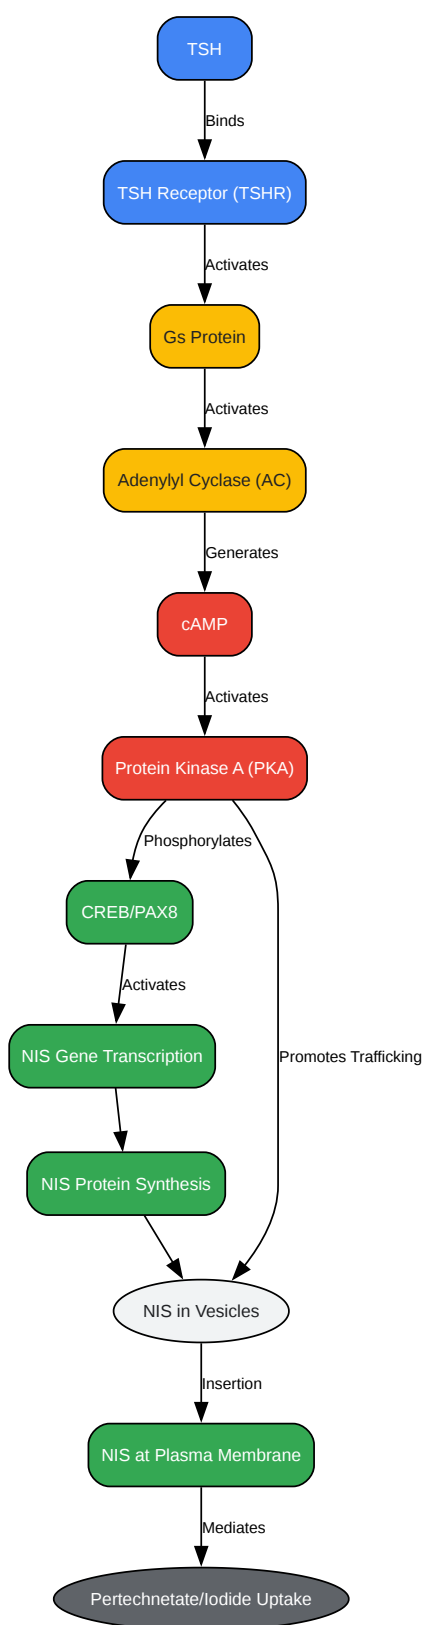 TSH
Binds
TSH Receptor (TSHR)
Activates
Gs Protein
Activates
Adenylyl Cyclase (AC)
Generates
cAMP
Activates
Protein Kinase A (PKA)
Phosphorylates
CREB/PAX8
Activates
NIS Gene Transcription
Promotes Trafficking
NIS Protein Synthesis
NIS in Vesicles
Insertion
NIS at Plasma Membrane
Mediates
Pertechnetate/Iodide Uptake